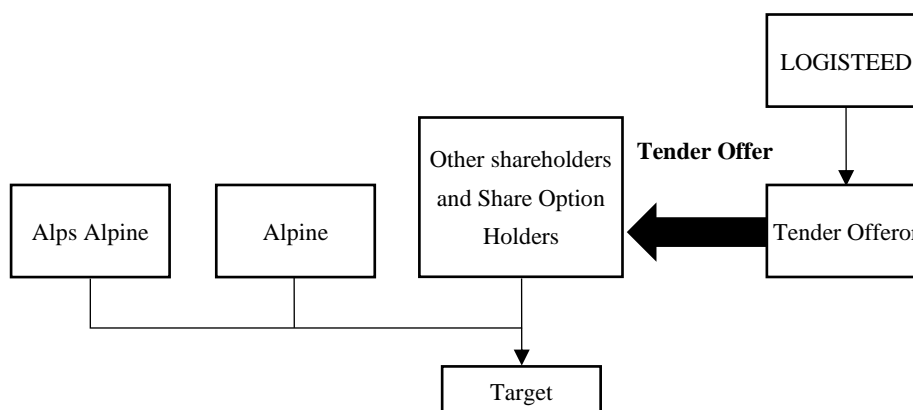 LOGISTEED
Tender Offer
Other shareholders
and Share Option
Holders
Alps Alpine
Alpine
Tender Offeror
Target